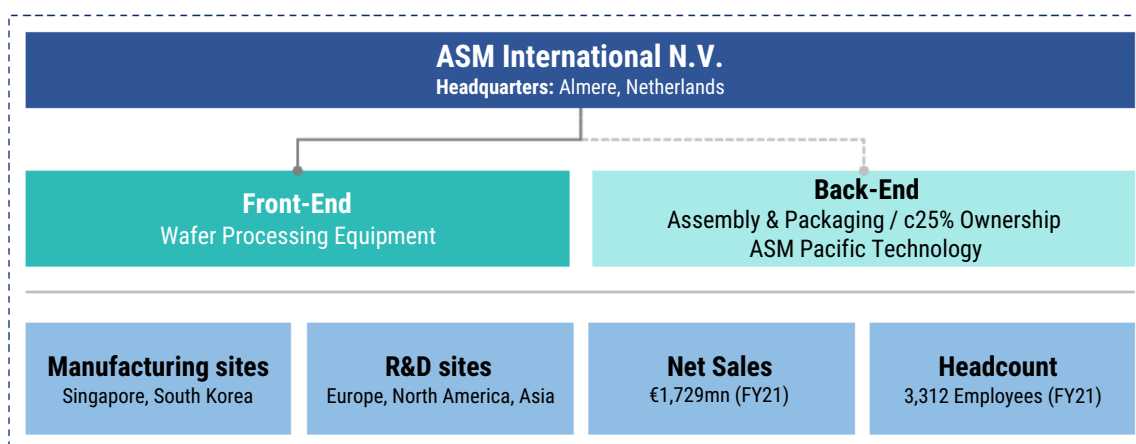 ASM International N.V.
Headquarters: Almere, Netherlands
Front-End
Wafer Processing Equipment
Back-End
Assembly & Packaging / c25% Ownership
ASM Pacific Technology
Manufacturing sites
Singapore, South Korea
R&D sites
Europe, North America, Asia
Net Sales
€1,729mn (FY21)
Headcount
3,312 Employees (FY21)